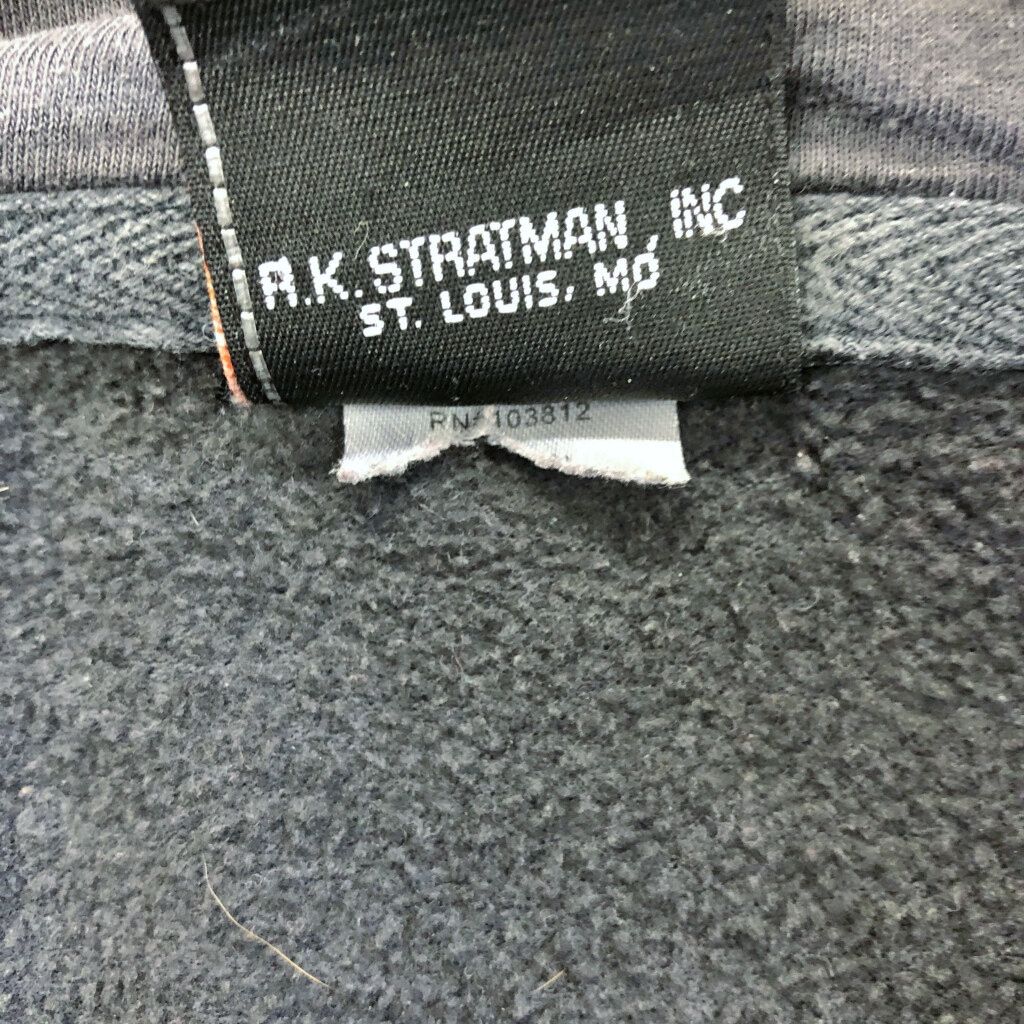 R.K. STRATMAN, INC
ST. LOUIS, MO
RN# 103812